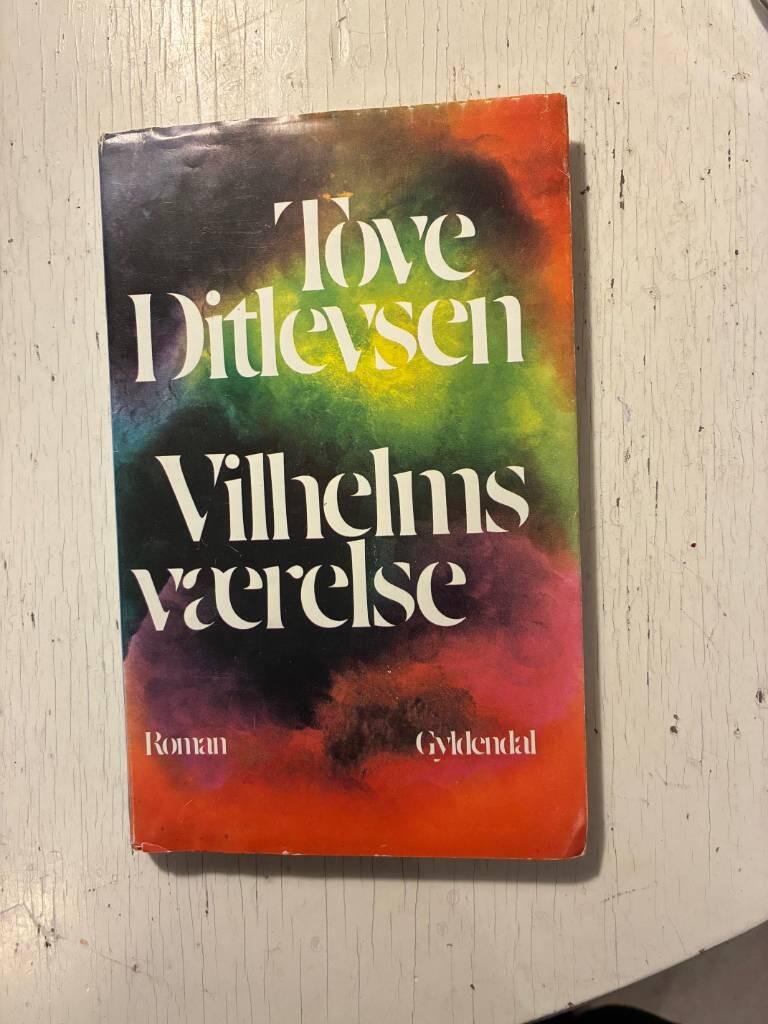 Tove
Ditlevsen
Vilhelms
værelse
Roman
Gyldendal